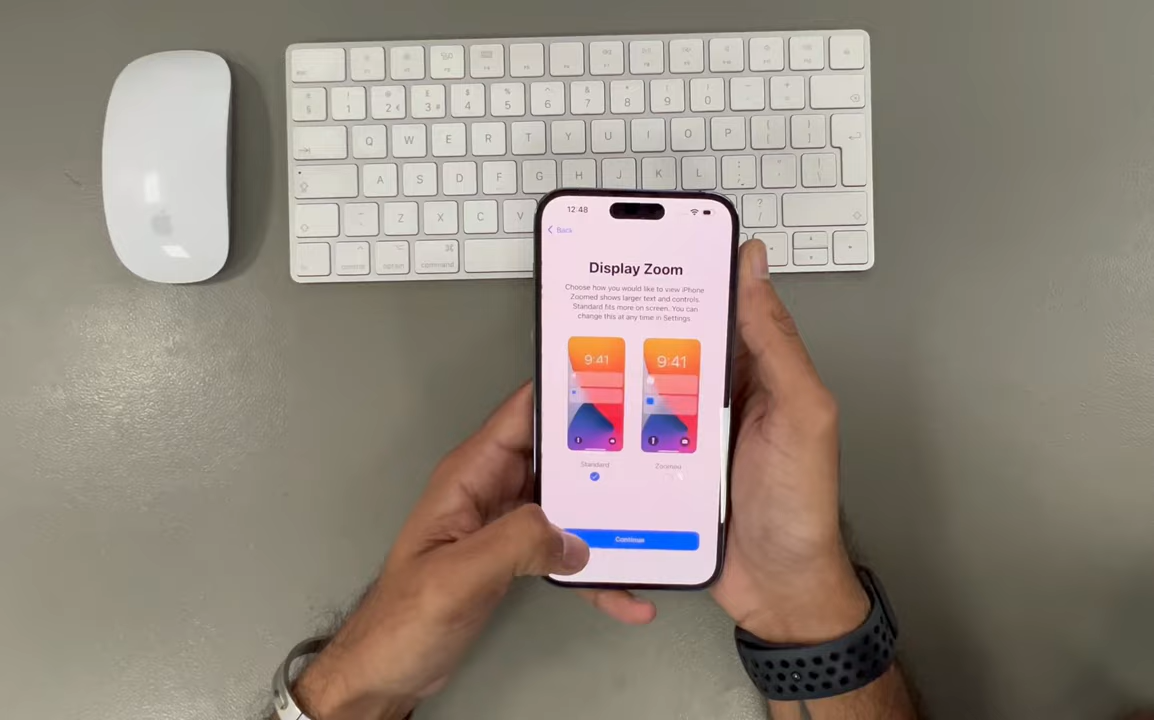 1
2 €
3 #
4
5
6
7
8
9
0
Q W E R T Y U I O P
A S D F G H J K L
Z X C V
option
command
12:48
Back
Display Zoom
Choose how you would like to view iPhone
Zoomed shows larger text and controls.
Standard fits more on screen. You can
change this at any time in Settings.
9:41
9:41
Standard
Zoomed
Continue